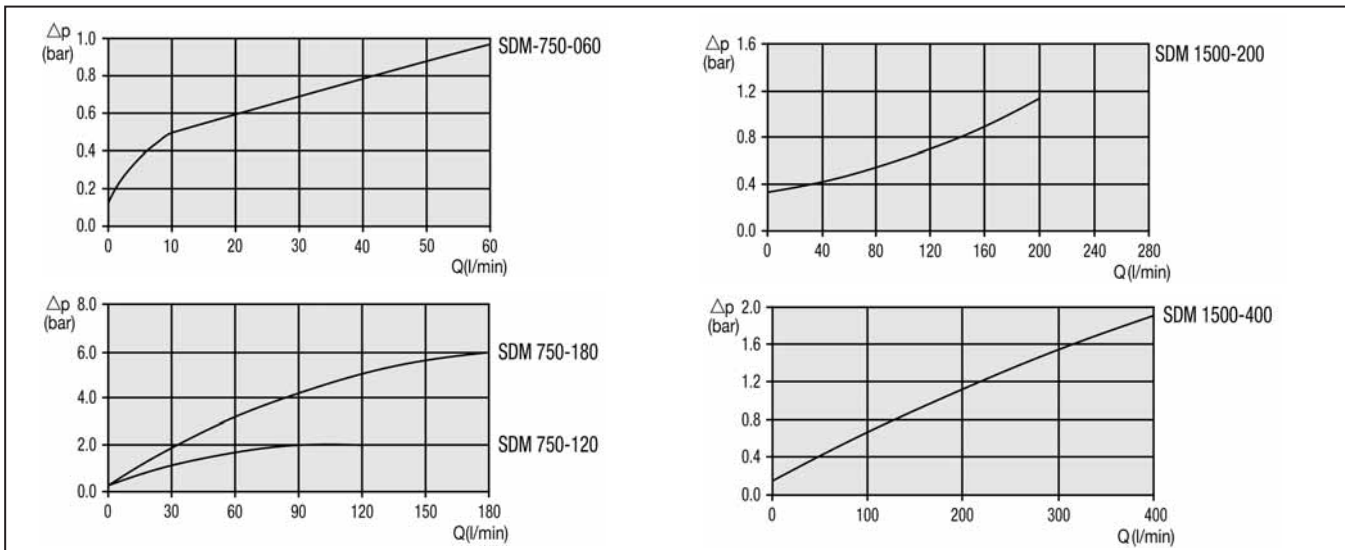 △p
(bar)
1.0
0.8
0.6
0.4
0.2
0.0
0 10 20 30 40 50 60
Q(l/min)
SDM-750-060
△p
(bar)
1.6
1.2
0.8
0.4
0.0
0 40 80 120 160 200 240 280
Q(l/min)
SDM 1500-200
△p
(bar)
8.0
6.0
4.0
2.0
0.0
0 30 60 90 120 150 180
Q(l/min)
SDM 750-180
SDM 750-120
△p
(bar)
2.0
1.6
1.2
0.8
0.4
0.0
0 100 200 300 400
Q(l/min)
SDM 1500-400